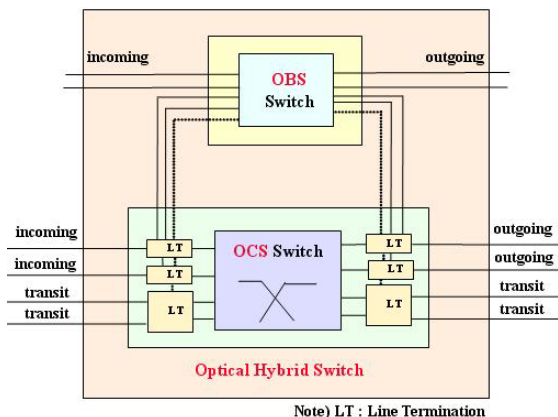 incoming
outgoing
OBS
Switch
incoming
outgoing
LT
OCS Switch
LT
incoming
outgoing
LT
LT
transit
transit
LT
LT
transit
transit
Optical Hybrid Switch
Note) LT : Line Termination